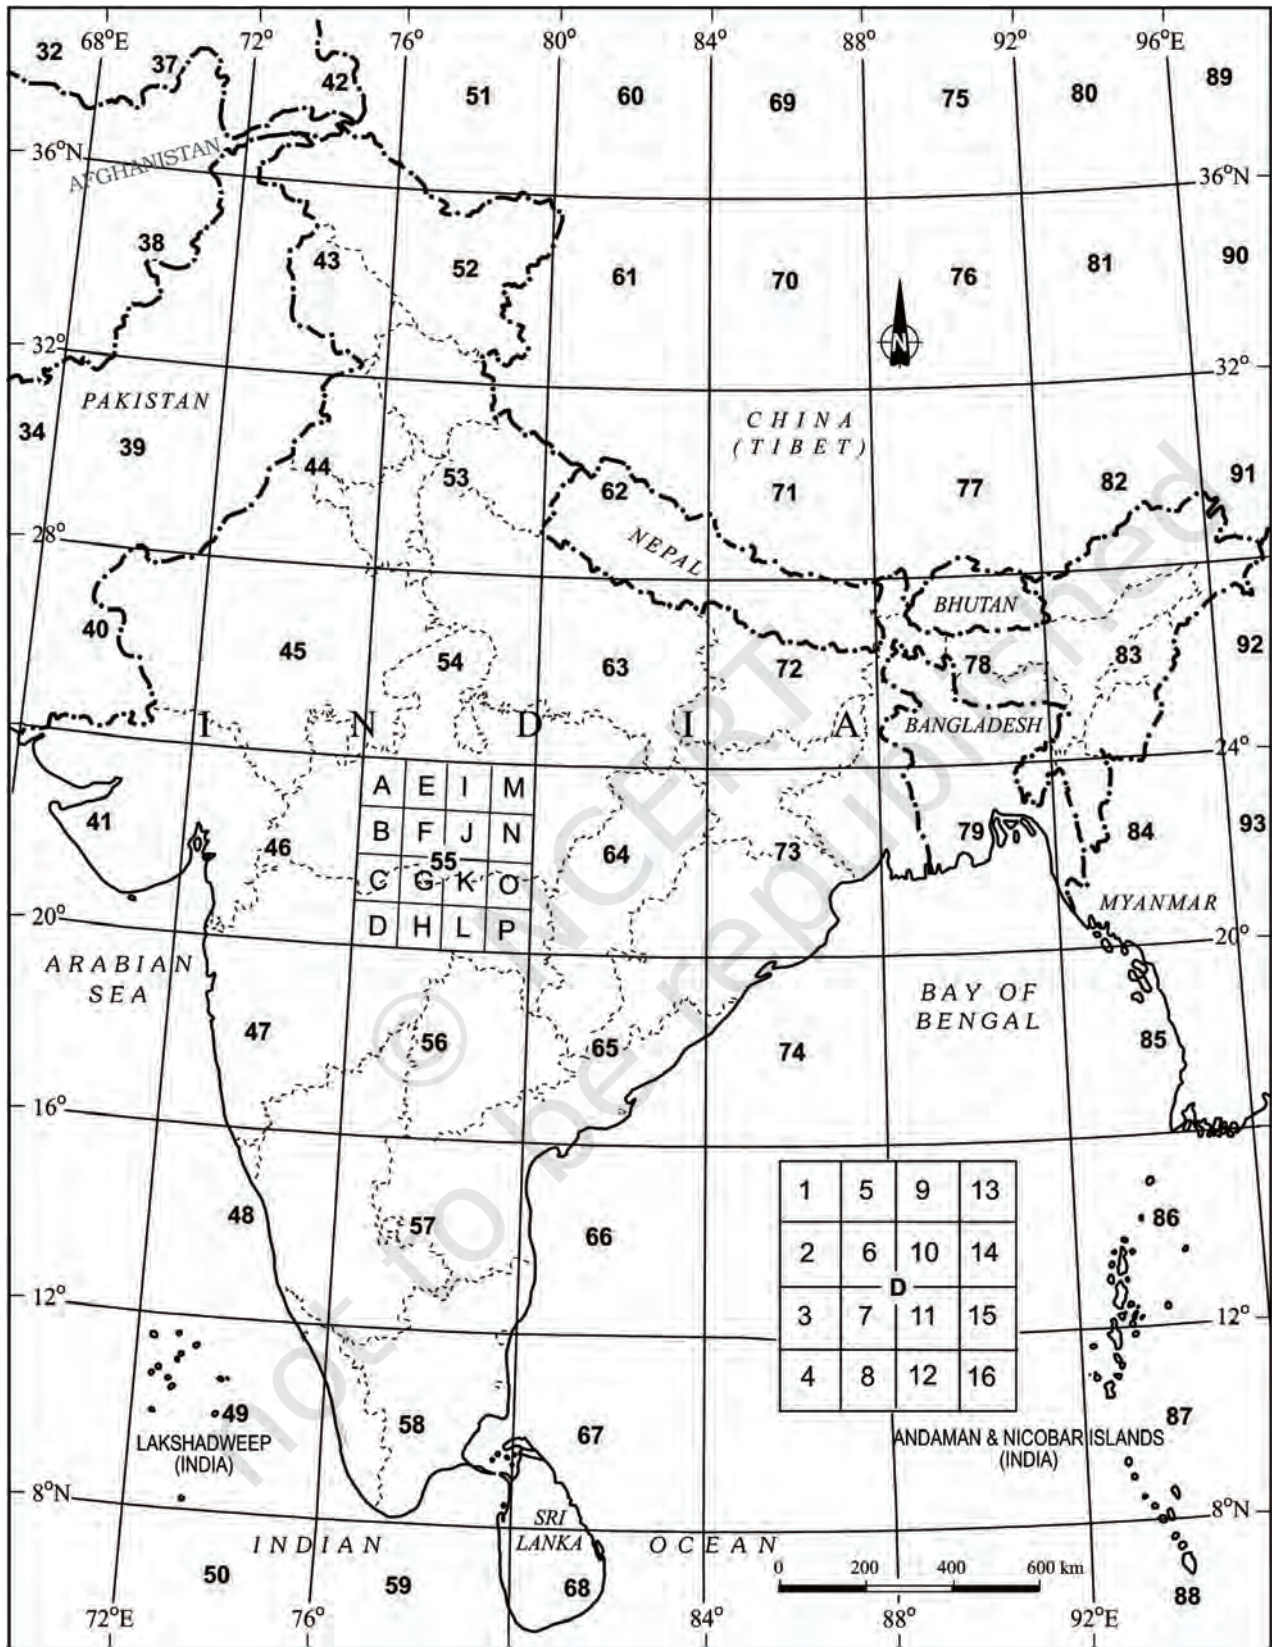 68°E 72° 76° 80° 84° 88° 92° 96°E
32 37 42 51 60 69 75 80 89
36°N AFGHANISTAN 36°N
38 43 52 61 70 76 81 90
N
32° 32°
PAKISTAN
CHINA
(TIBET)
34 39 44 53 62 71 77 82 91
28°
NEPAL
BHUTAN
40 45 54 63 72 78 83 92
I N D I A
BANGLADESH
24°
A E I M
B F J N
55
C G K O
D H L P
41 46 64 73 79 84 93
MYANMAR
20° 20°
ARABIAN
SEA
BAY OF
BENGAL
47 56 65 74 85
16°
1 5 9 13
2 6 10 14
D
3 7 11 15
4 8 12 16
48 57 66 86
12° 12°
49 58 67 87
LAKSHADWEEP
(INDIA)
ANDAMAN & NICOBAR ISLANDS
(INDIA)
8°N 8°N
SRI
LANKA
INDIAN OCEAN
0 200 400 600 km
50 59 68 88
72°E 76° 84° 88° 92°E
© NCERT
not to be republished